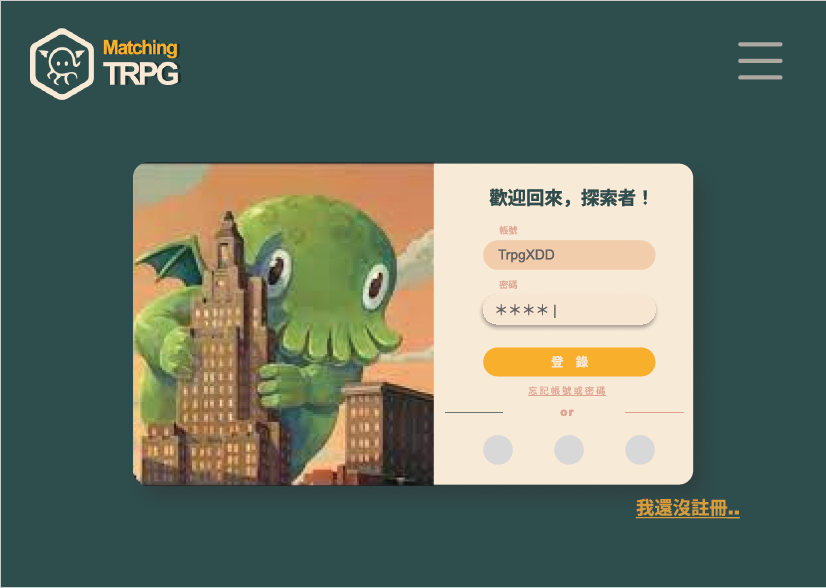 Matching
TRPG
歡迎回來，探索者！
帳號
TrpgXDD
密碼
＊＊＊＊|
登 錄
忘記帳號或密碼
or
我還沒註冊..